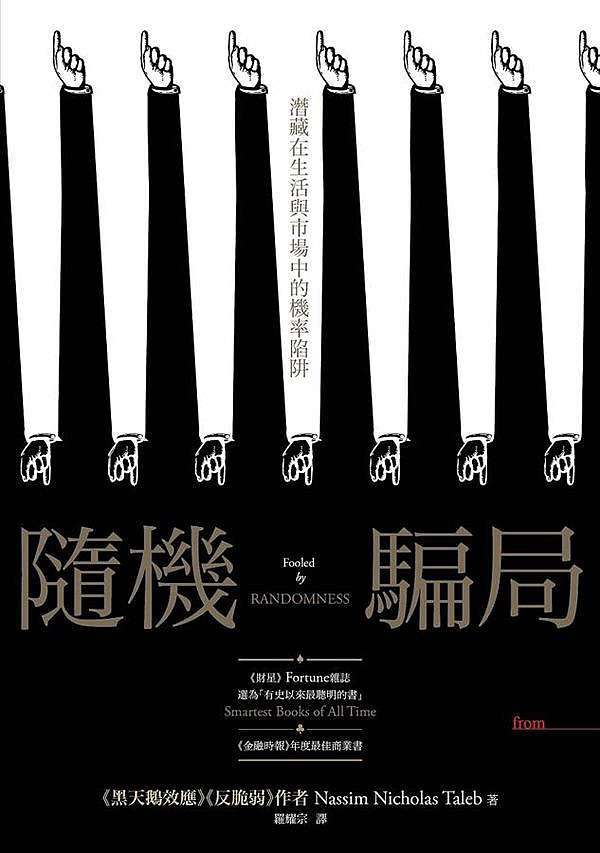 潛藏在生活與市場中的機率陷阱
隨機
Fooled
by
RANDOMNESS
騙局
《財星》Fortune雜誌
選為「有史以來最聰明的書」
Smartest Books of All Time
《金融時報》年度最佳商業書
from
《黑天鵝效應》《反脆弱》作者 Nassim Nicholas Taleb 著
羅耀宗 譯